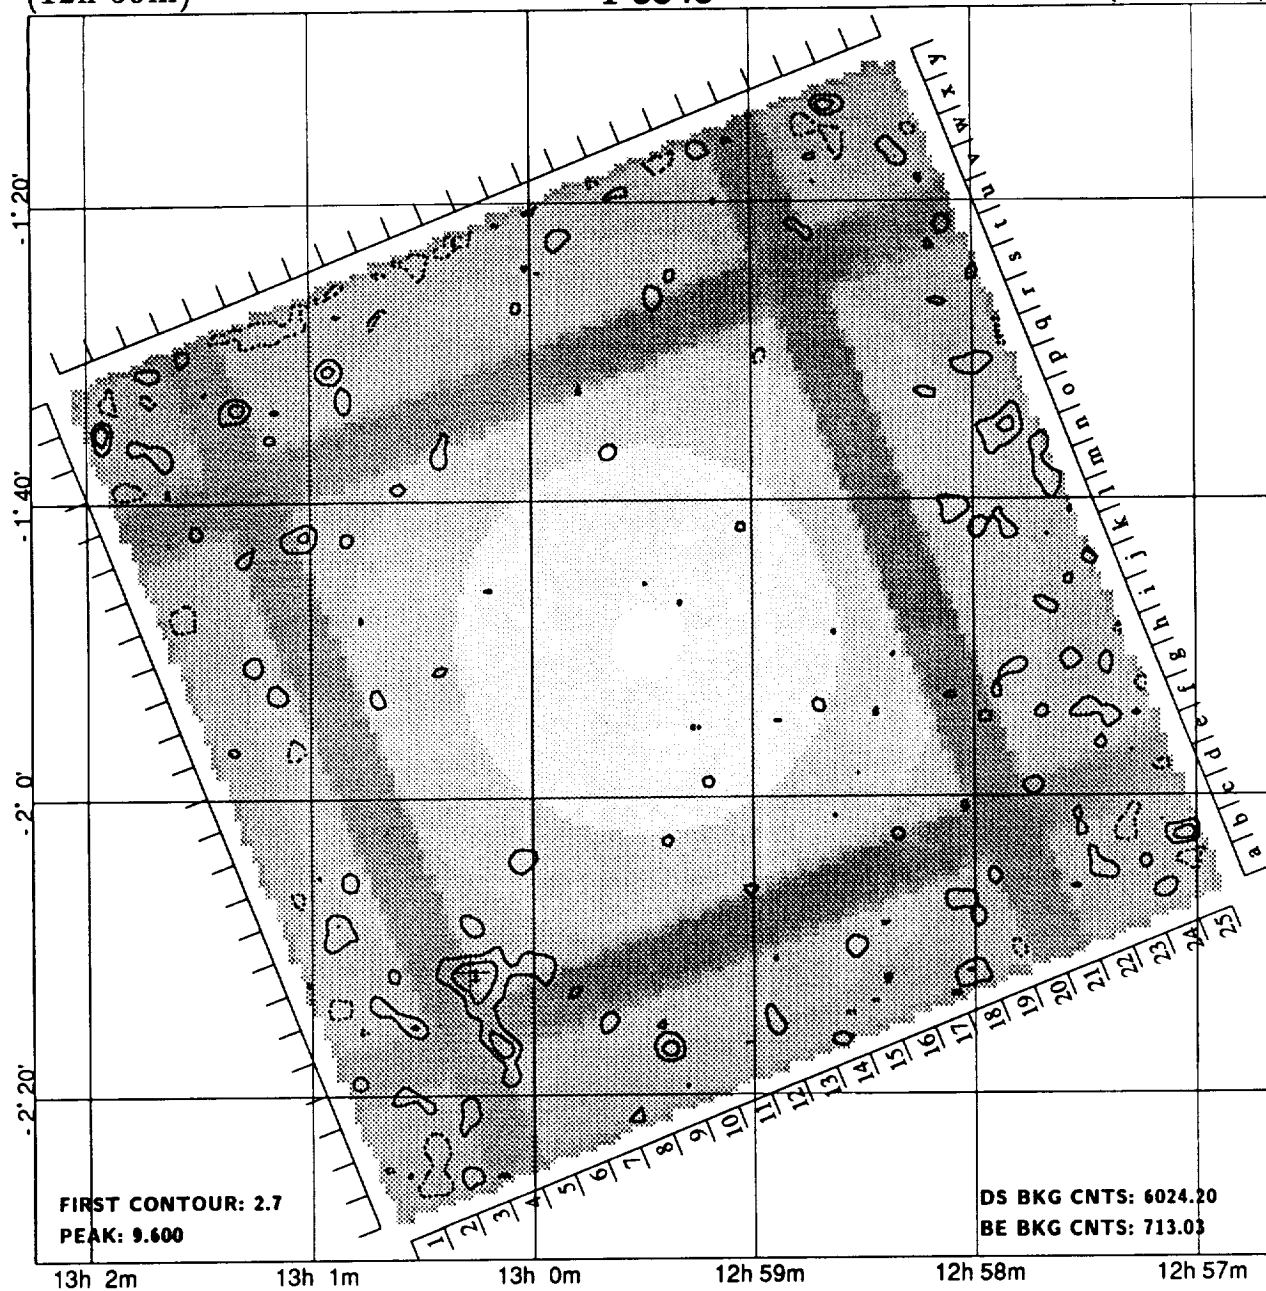 -1° 20'
-1° 40'
-2° 0'
-2° 20'
y x w v u t s r q p o n m l k j i h g f e d c b a
1 2 3 4 5 6 7 8 9 10 11 12 13 14 15 16 17 18 19 20 21 22 23 24 25
FIRST CONTOUR: 2.7
PEAK: 9.600
DS BKG CNTS: 6024.20
BE BKG CNTS: 713.03
13h 2m 13h 1m 13h 0m 12h 59m 12h 58m 12h 57m